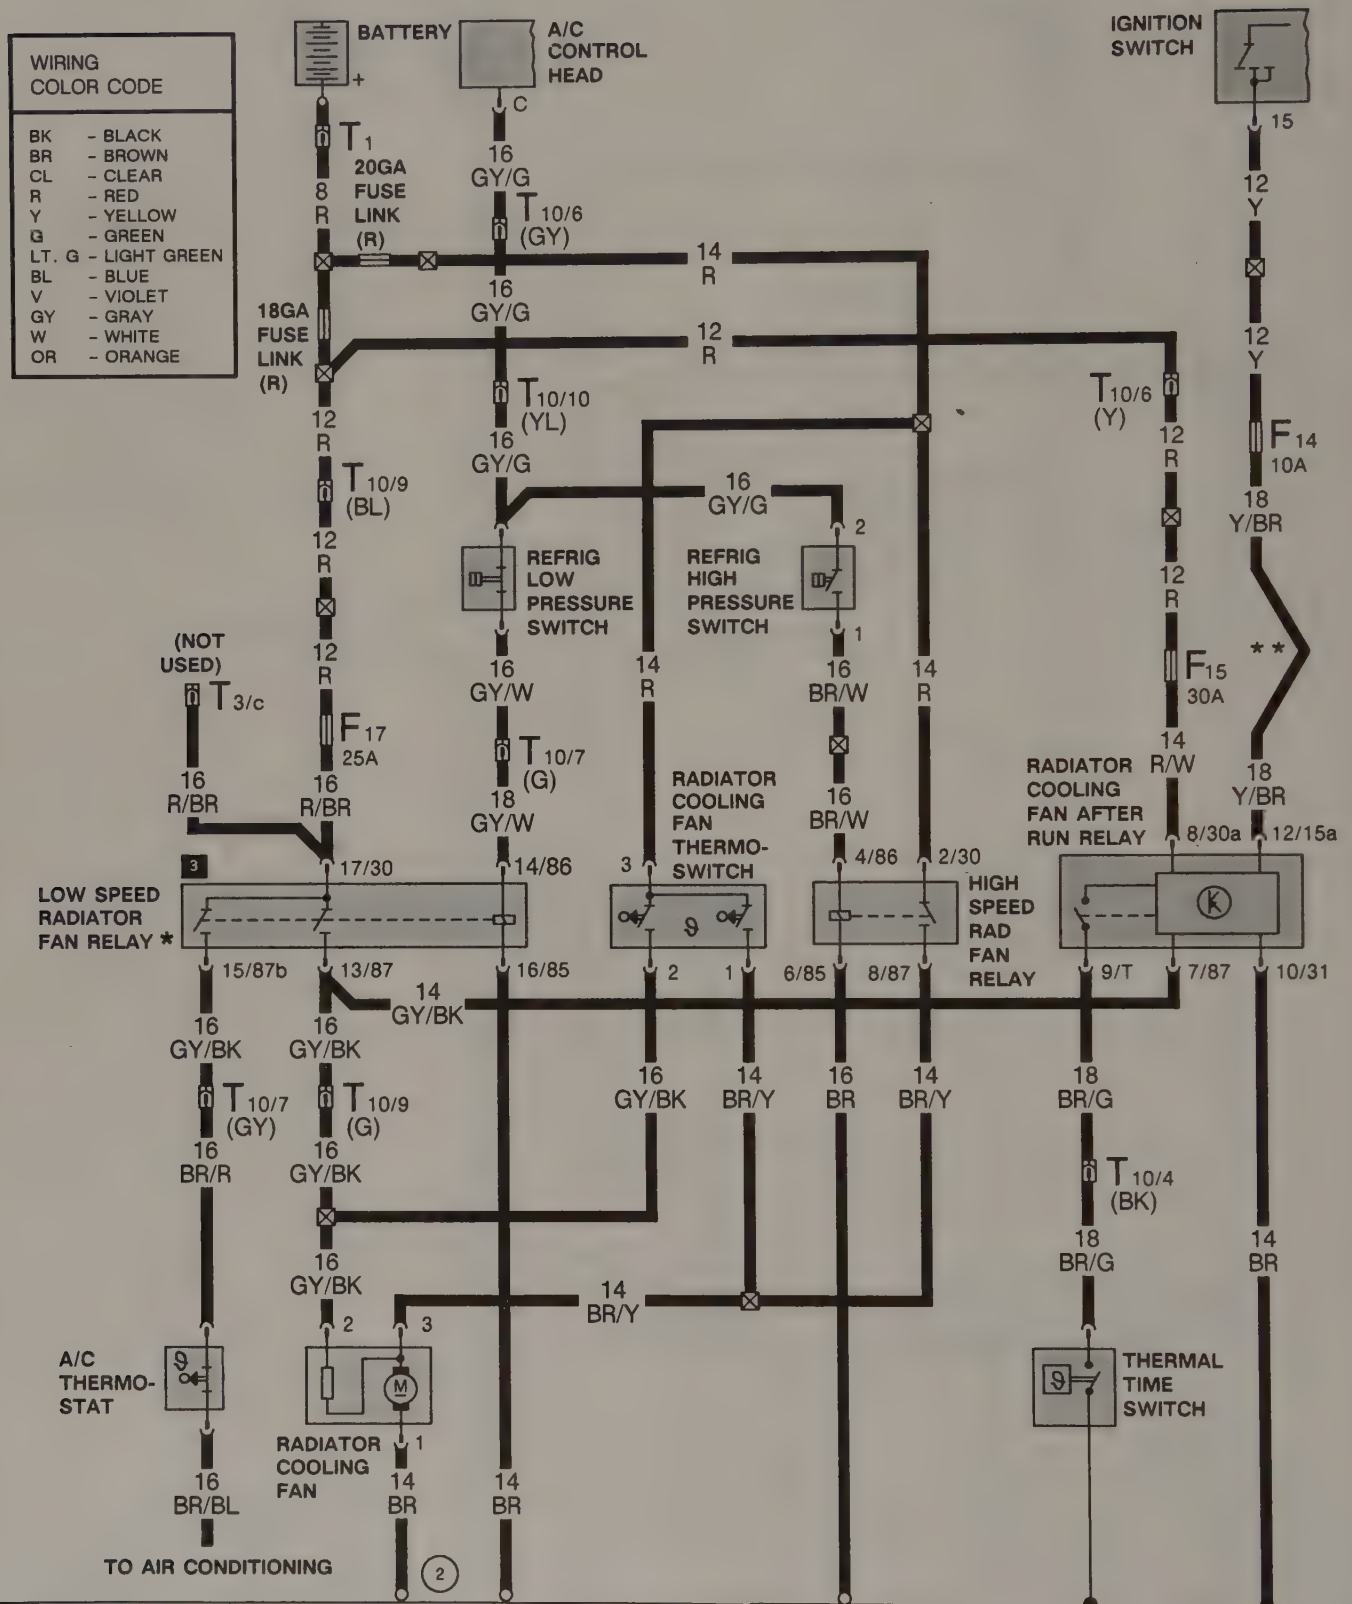 WIRING
COLOR CODE
BK - BLACK
BR - BROWN
CL - CLEAR
R - RED
Y - YELLOW
G - GREEN
LT. G - LIGHT GREEN
BL - BLUE
V - VIOLET
GY - GRAY
W - WHITE
OR - ORANGE
BATTERY
+
A/C
CONTROL
HEAD
C
IGNITION
SWITCH
15
T1
20GA
FUSE
LINK
(R)
8
R
16
GY/G
T10/6
(GY)
12
Y
14
R
16
GY/G
18GA
FUSE
LINK
(R)
12
R
12
Y
T10/10
(YL)
T10/6
(Y)
12
R
16
GY/G
12
R
F14
10A
T10/9
(BL)
16
GY/G
18
Y/BR
2
12
R
REFRIG
LOW
PRESSURE
SWITCH
REFRIG
HIGH
PRESSURE
SWITCH
12
R
1
(NOT
USED)
T3/c
12
R
16
GY/W
14
R
16
BR/W
14
R
F15
30A
**
F17
25A
T10/7
(G)
14
R/W
16
R/BR
16
R/BR
18
GY/W
RADIATOR
COOLING
FAN
THERMO-
SWITCH
16
BR/W
RADIATOR
COOLING
FAN AFTER
RUN RELAY
18
Y/BR
8/30a
12/15a
3
17/30
14/86
3
4/86
2/30
LOW SPEED
RADIATOR
FAN RELAY *
ϑ
HIGH
SPEED
RAD
FAN
RELAY
K
15/87b
13/87
16/85
2
1
6/85
8/87
9/T
7/87
10/31
14
GY/BK
16
GY/BK
16
GY/BK
16
GY/BK
14
BR/Y
16
BR
14
BR/Y
18
BR/G
T10/7
(GY)
T10/9
(G)
16
BR/R
16
GY/BK
T10/4
(BK)
16
GY/BK
18
BR/G
14
BR
14
BR/Y
2
3
A/C
THERMO-
STAT
ϑ
M
ϑ
THERMAL
TIME
SWITCH
RADIATOR
COOLING
FAN
1
16
BR/BL
14
BR
14
BR
TO AIR CONDITIONING
2